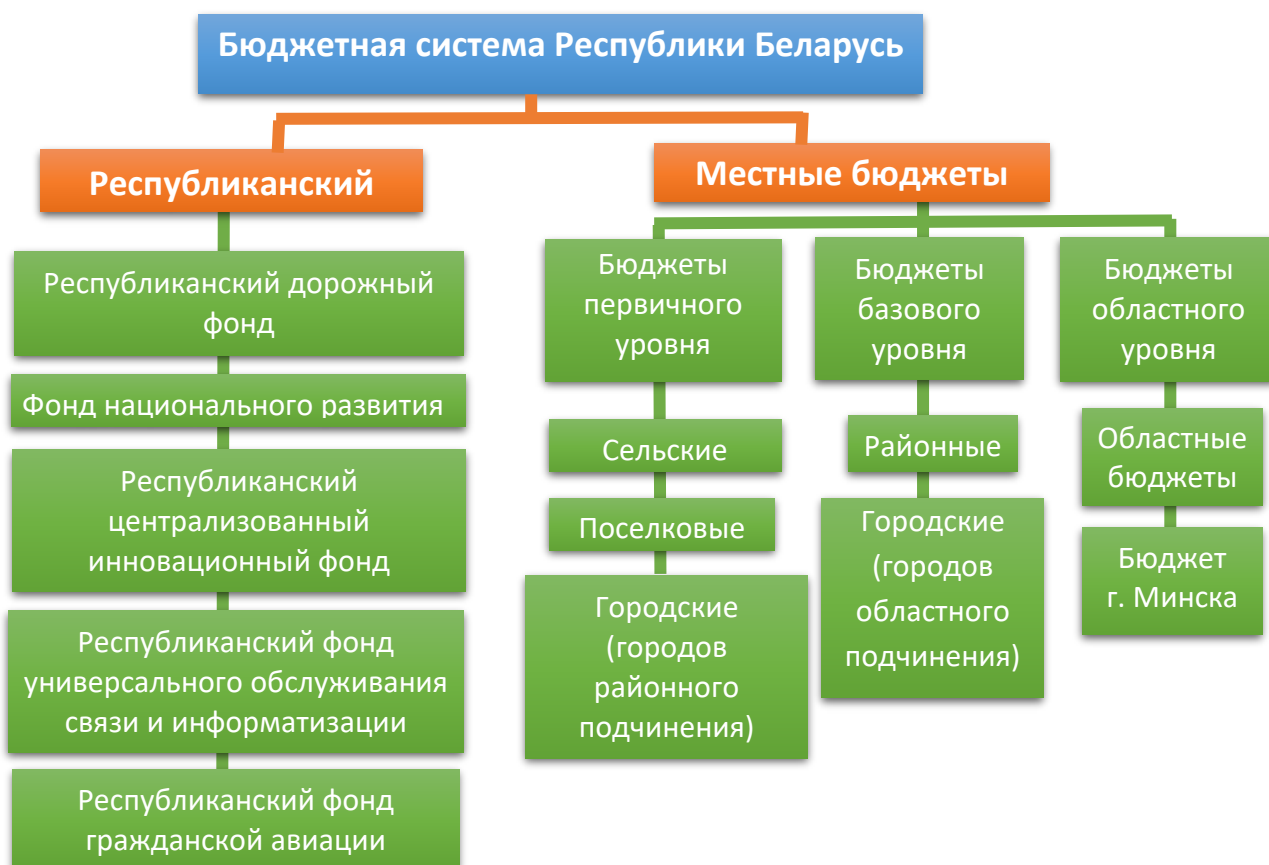 Бюджетная система Республики Беларусь
Республиканский
Республиканский дорожный
фонд
Фонд национального развития
Республиканский
централизованный
инновационный фонд
Республиканский фонд
универсального обслуживания
связи и информатизации
Республиканский фонд
гражданской авиации
Местные бюджеты
Бюджеты
первичного
уровня
Сельские
Поселковые
Городские
(городов
районного
подчинения)
Бюджеты
базового
уровня
Районные
Городские
(городов
областного
подчинения)
Бюджеты
областного
уровня
Областные
бюджеты
Бюджет
г. Минска